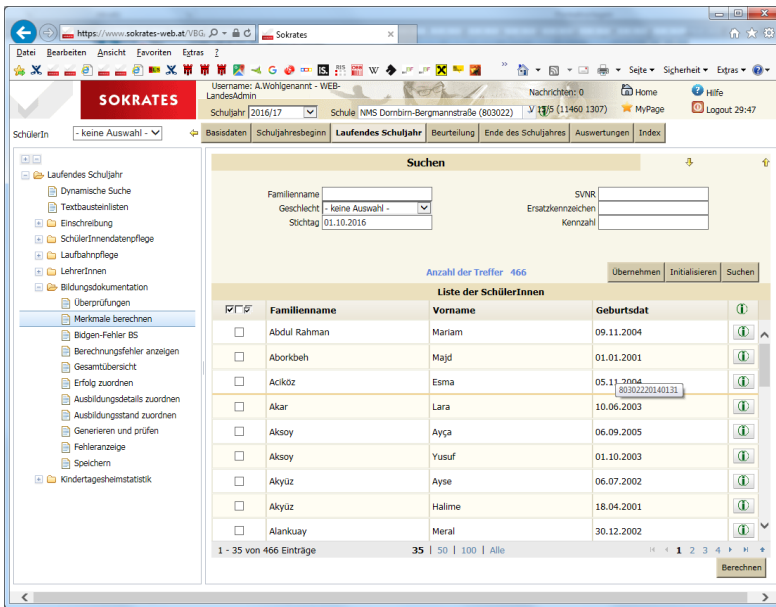 https://www.sokrates-web.at/VBG,
Sokrates
Datei Bearbeiten Ansicht Favoriten Extras ?
Seite Sicherheit Extras
SOKRATES
Username: A.Wohlgenannt - WEB-LandesAdmin
Nachrichten: 0
Home
Hilfe
Schuljahr 2016/17
Schule NMS Dornbirn-Bergmannstraße (803022)
(11460 1307)
MyPage
Logout 29:47
SchülerIn - keine Auswahl -
Basisdaten Schuljahresbeginn Laufendes Schuljahr Beurteilung Ende des Schuljahres Auswertungen Index
Laufendes Schuljahr
Dynamische Suche
Textbausteinlisten
Einschreibung
SchülerInnendatenpflege
Laufbahnpflege
LehrerInnen
Bildungsdokumentation
Überprüfungen
Merkmale berechnen
Bidgen-Fehler BS
Berechnungsfehler anzeigen
Gesamtübersicht
Erfolg zuordnen
Ausbildungsdetails zuordnen
Ausbildungsstand zuordnen
Generieren und prüfen
Fehleranzeige
Speichern
Kindertagesheimstatistik
Suchen
Familienname
SVNR
Geschlecht - keine Auswahl -
Ersatzkennzeichen
Stichtag 01.10.2016
Kennzahl
Anzahl der Treffer 466
Übernehmen Initialisieren Suchen
Liste der SchülerInnen
Familienname Vorname Geburtsdat
Abdul Rahman Mariam 09.11.2004
Aborkbeh Majd 01.01.2001
Aciköz Esma 05.11.2004
80302220140131
Akar Lara 10.06.2003
Aksoy Ayça 06.09.2005
Aksoy Yusuf 01.10.2003
Akyüz Ayse 06.07.2002
Akyüz Halime 18.04.2001
Alankuay Meral 30.12.2002
1 - 35 von 466 Einträge
35 | 50 | 100 | Alle
1 2 3 4
Berechnen